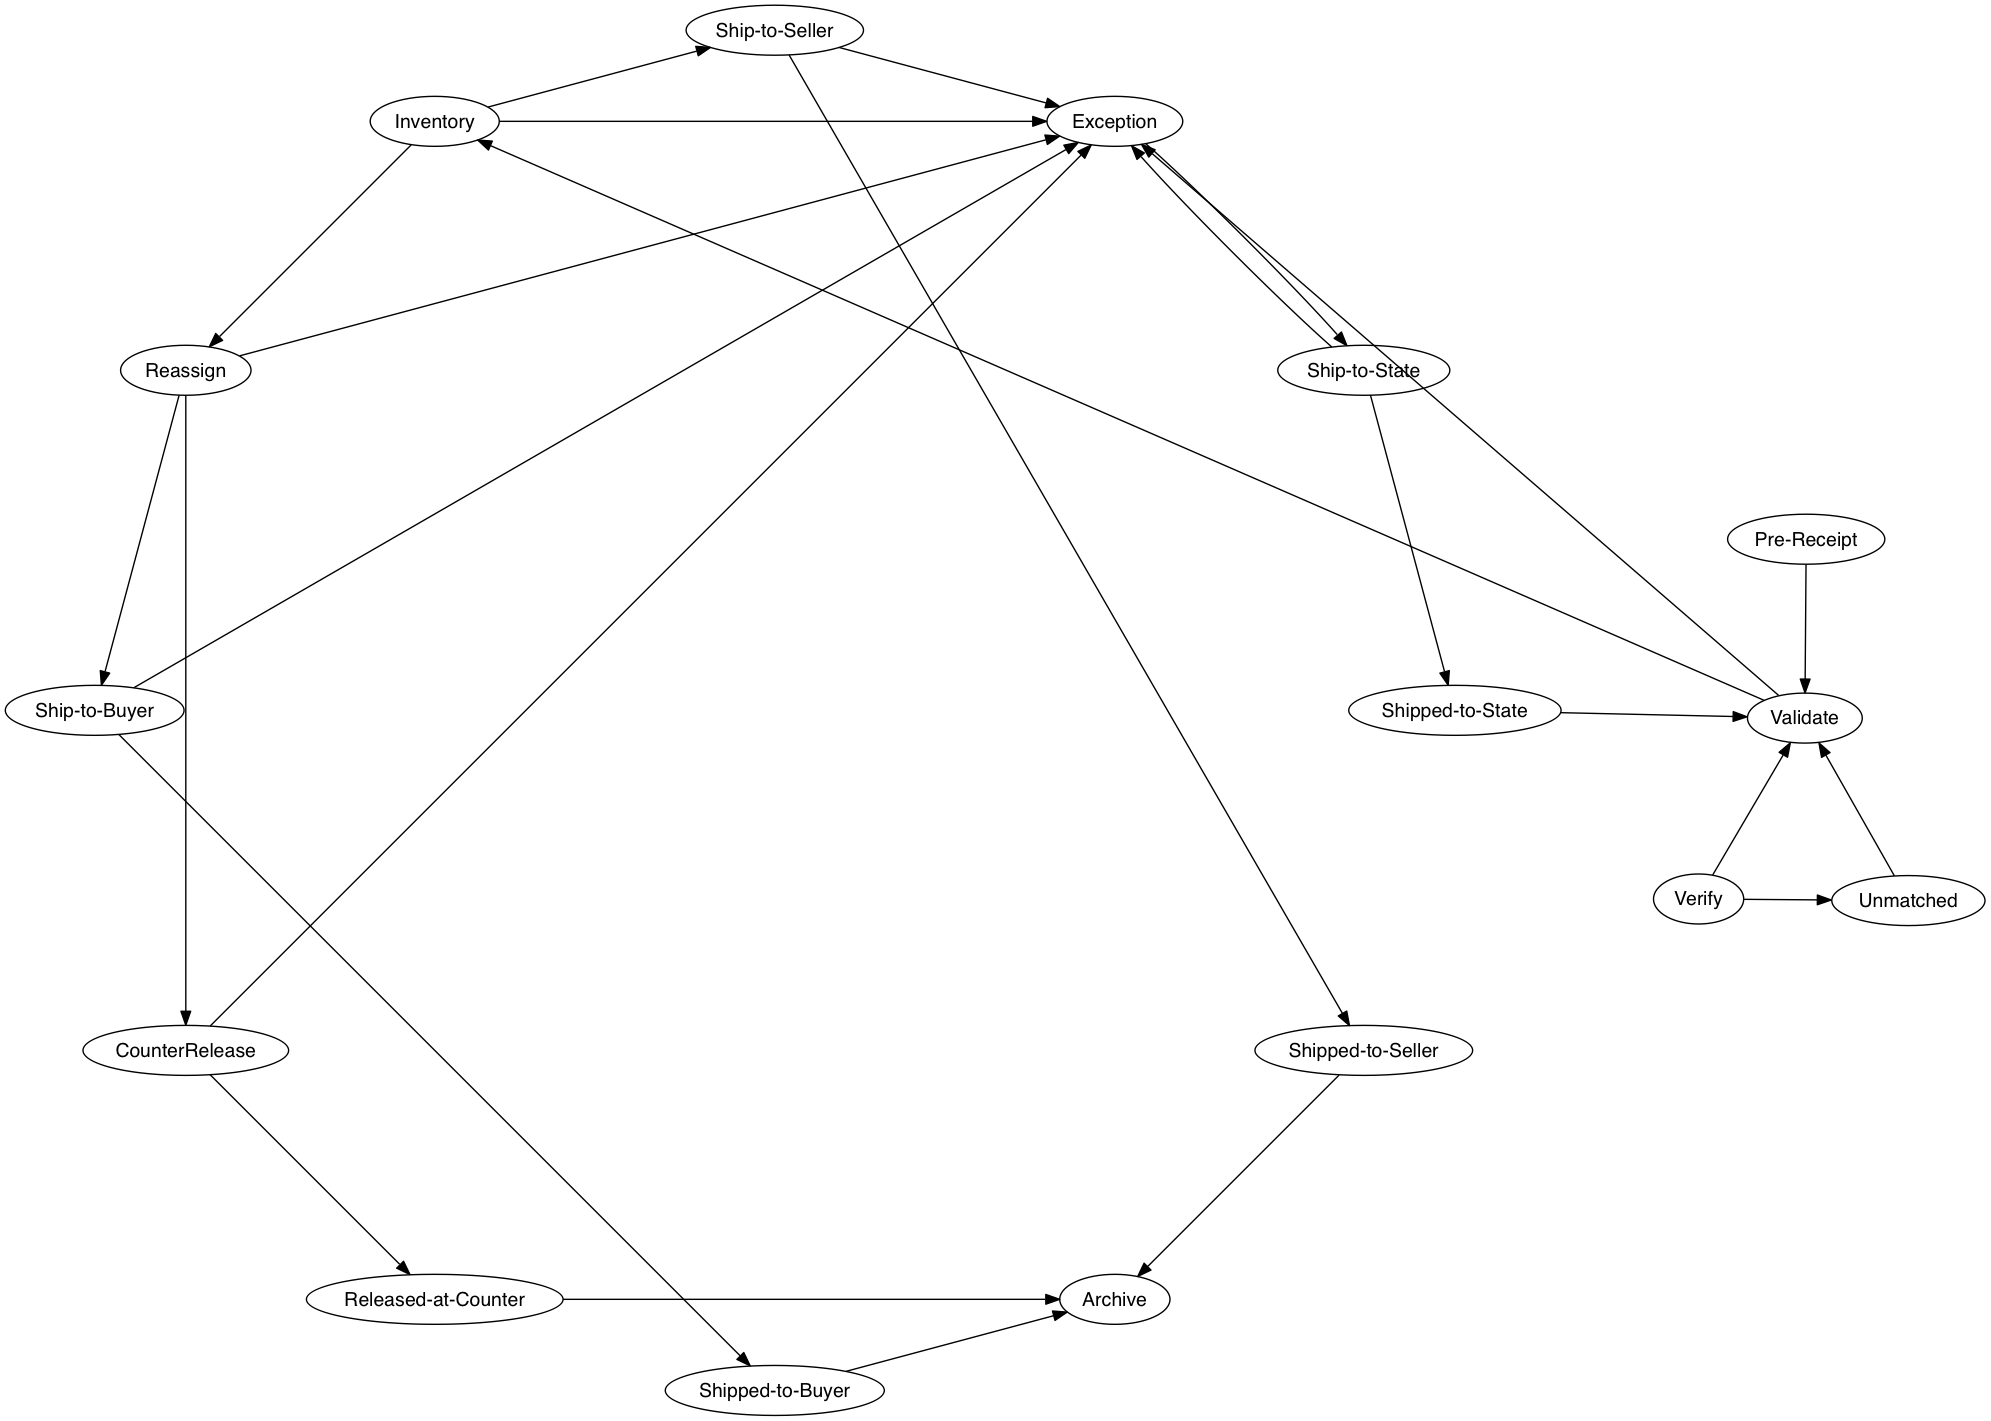 Ship-to-Seller
Inventory
Exception
Reassign
Ship-to-State
Pre-Receipt
Ship-to-Buyer
Shipped-to-State
Validate
Verify
Unmatched
CounterRelease
Shipped-to-Seller
Released-at-Counter
Archive
Shipped-to-Buyer